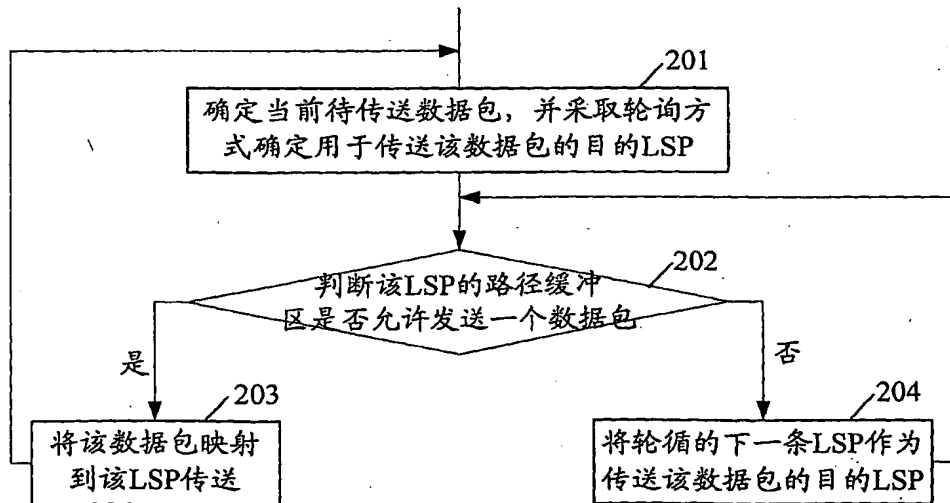 201
确定当前待传送数据包，并采取轮询方
式确定用于传送该数据包的目的LSP
202
判断该LSP的路径缓冲
区是否允许发送一个数据包
是
否
203
将该数据包映射
到该LSP传送
204
将轮循的下一条LSP作为
传送该数据包的目的LSP